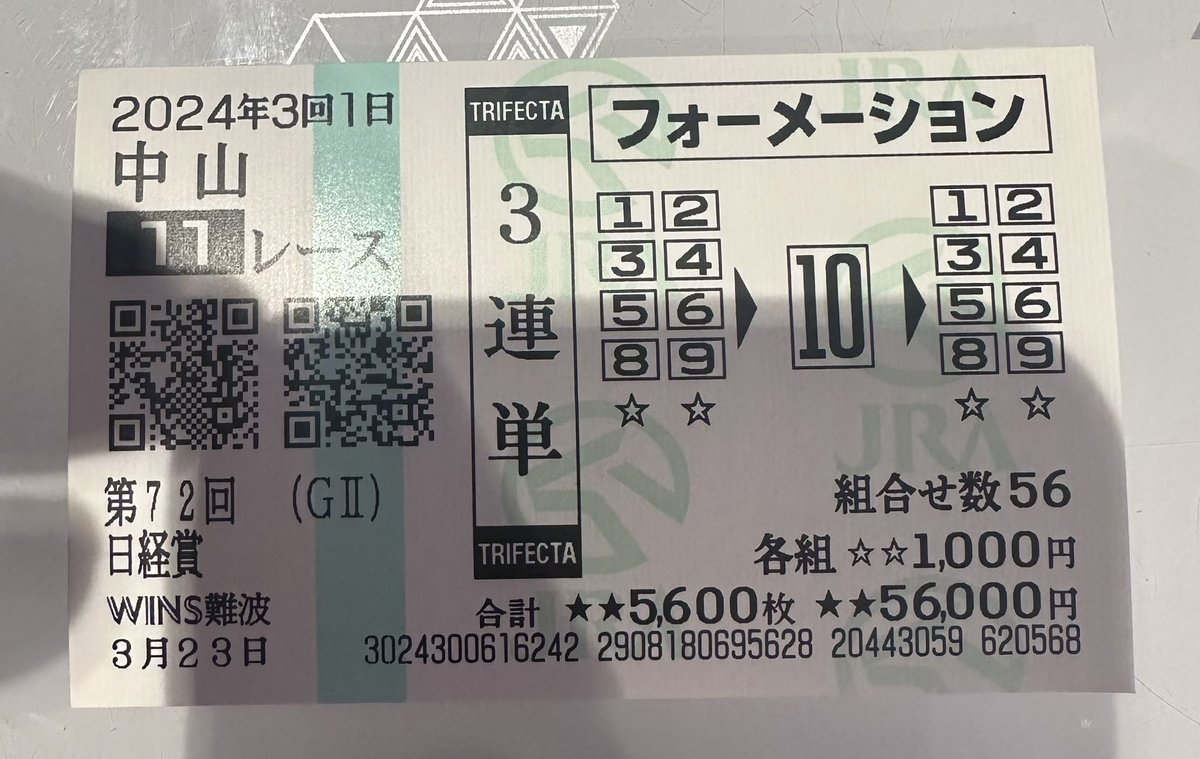 2024年3回1日
中山
11レース
第72回 (GⅡ)
日経賞
WINS難波
3月23日
TRIFECTA
3連単
TRIFECTA
フォーメーション
1 2 1 2
3 4 3 4
5 6 ▶ 10 ▶ 5 6
8 9 8 9
☆ ☆ ☆ ☆
組合せ数56
各組 ☆☆1,000円
合計 ★★5,600枚 ★★56,000円
3024300616242 2908180695628 20443059 620568
JRA
JRA